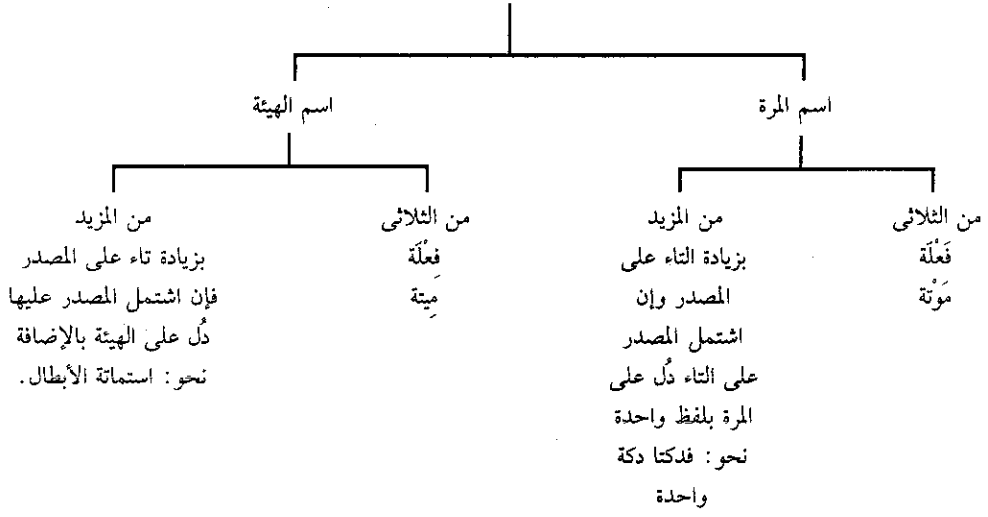 اسم المرة
من الثلاثى
فَعْلَة
مَوْتة
من المزيد
بزيادة التاء على
المصدر وإن
اشتمل المصدر
على التاء دُل على
المرة بلفظ واحدة
نحو : فدكتا دكة
واحدة
اسم الهيئة
من الثلاثى
فِعْلَة
مِيتة
من المزيد
بزيادة تاء على المصدر
فإن اشتمل المصدر عليها
دُل على الهيئة بالإضافة
نحو : استماتة الأبطال.